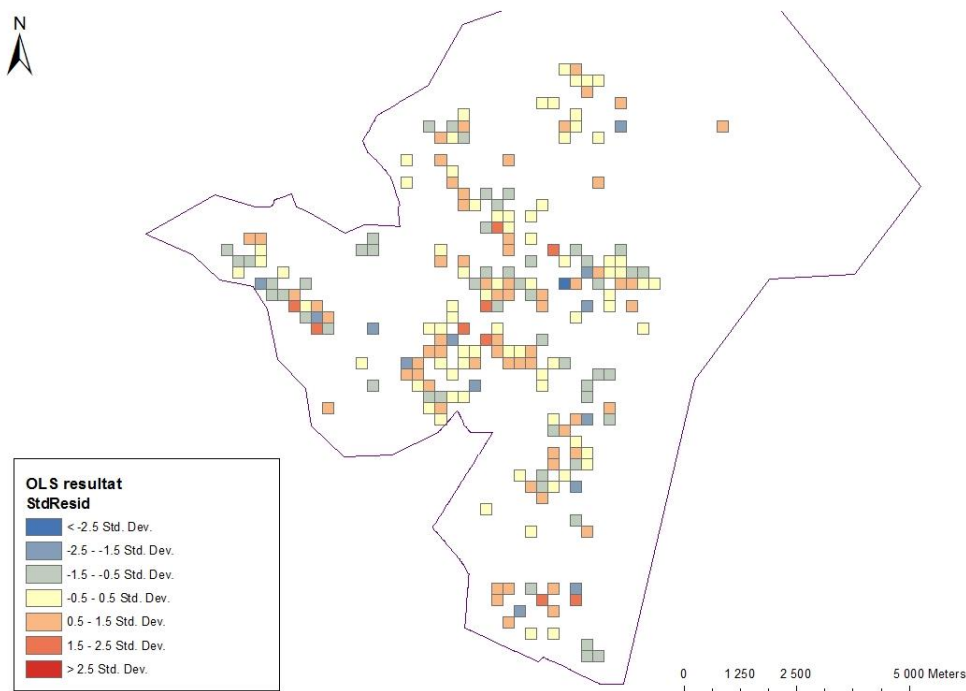 N
OLS resultat
StdResid
< -2.5 Std. Dev.
-2.5 - -1.5 Std. Dev.
-1.5 - -0.5 Std. Dev.
-0.5 - 0.5 Std. Dev.
0.5 - 1.5 Std. Dev.
1.5 - 2.5 Std. Dev.
> 2.5 Std. Dev.
0 1 250 2 500 5 000 Meters